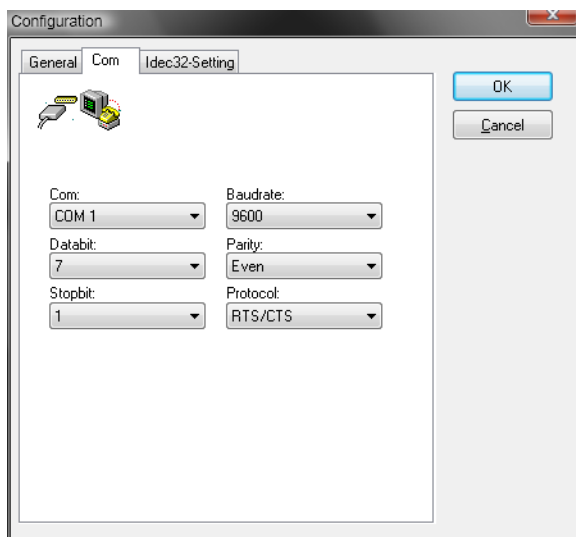 Configuration
General Com Idec32-Setting
OK
Cancel
Com: Baudrate:
COM 1 9600
Databit: Parity:
7 Even
Stopbit: Protocol:
1 RTS/CTS